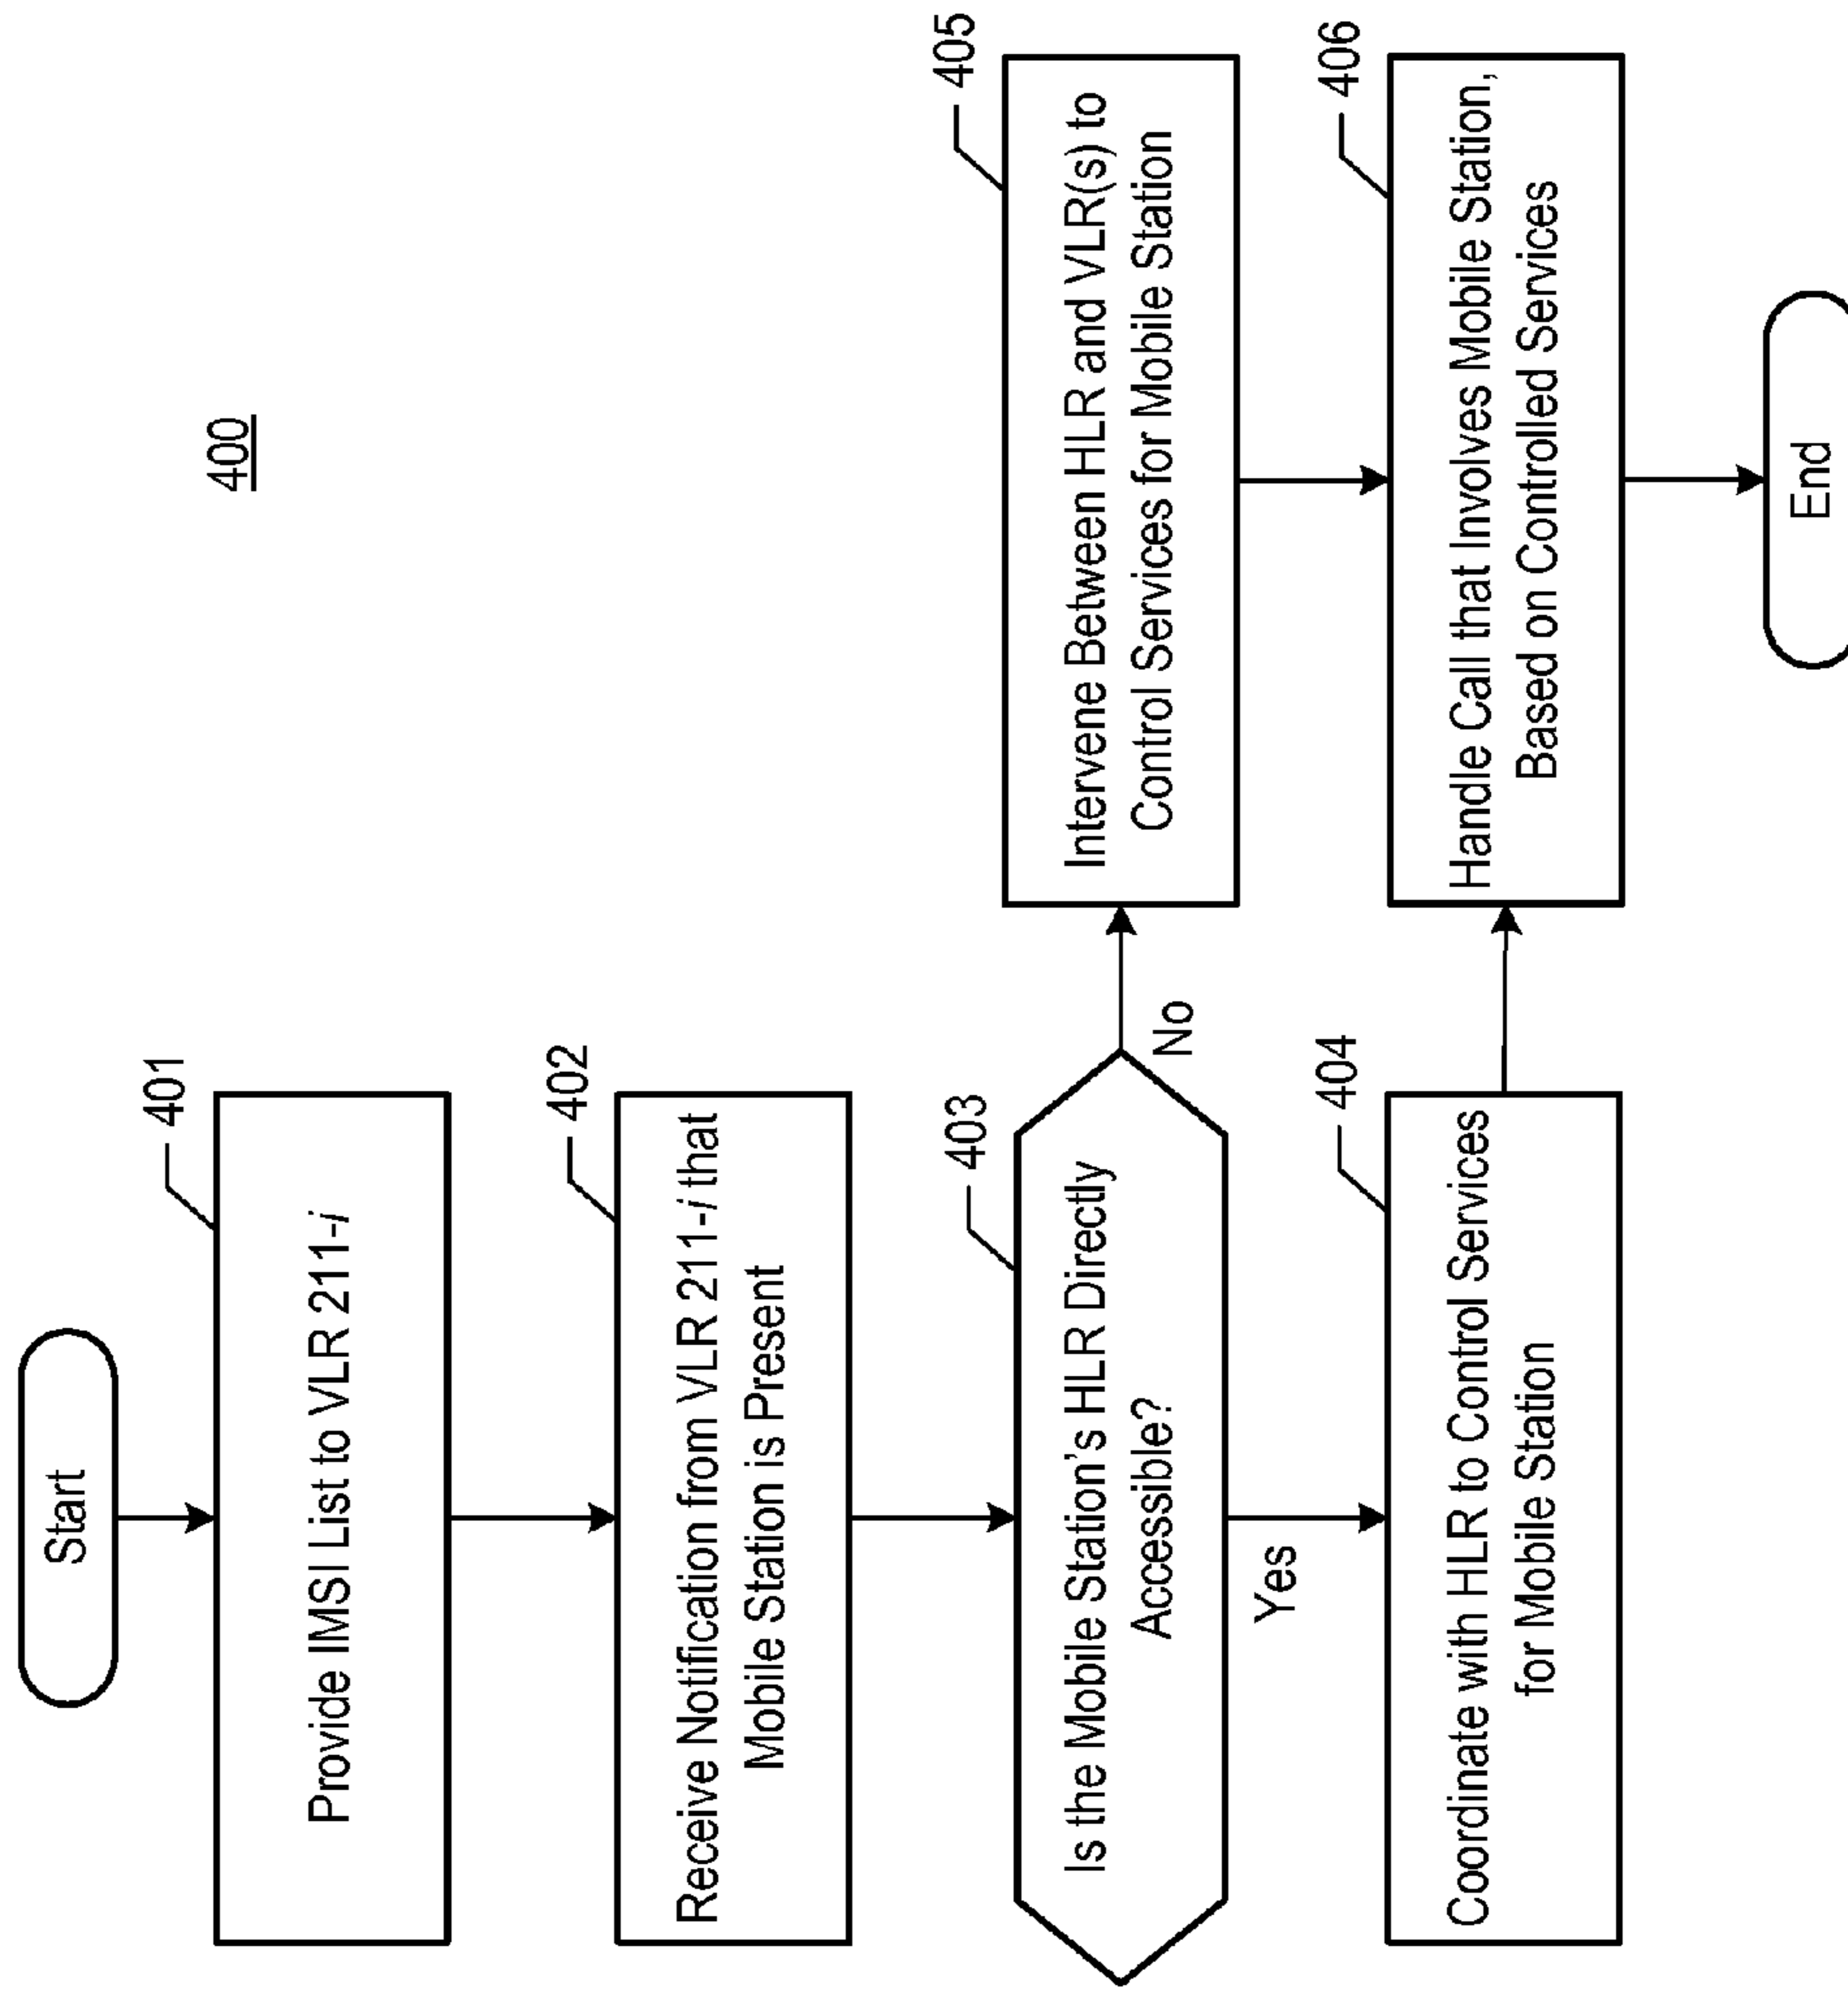 400
Start
401
Provide IMSI List to VLR 211-i
402
Receive Notification from VLR 211-i that
Mobile Station is Present
403
Is the Mobile Station's HLR Directly
Accessible?
No
Yes
404
Coordinate with HLR to Control Services
for Mobile Station
405
Intervene Between HLR and VLR(s) to
Control Services for Mobile Station
406
Handle Call that Involves Mobile Station,
Based on Controlled Services
End